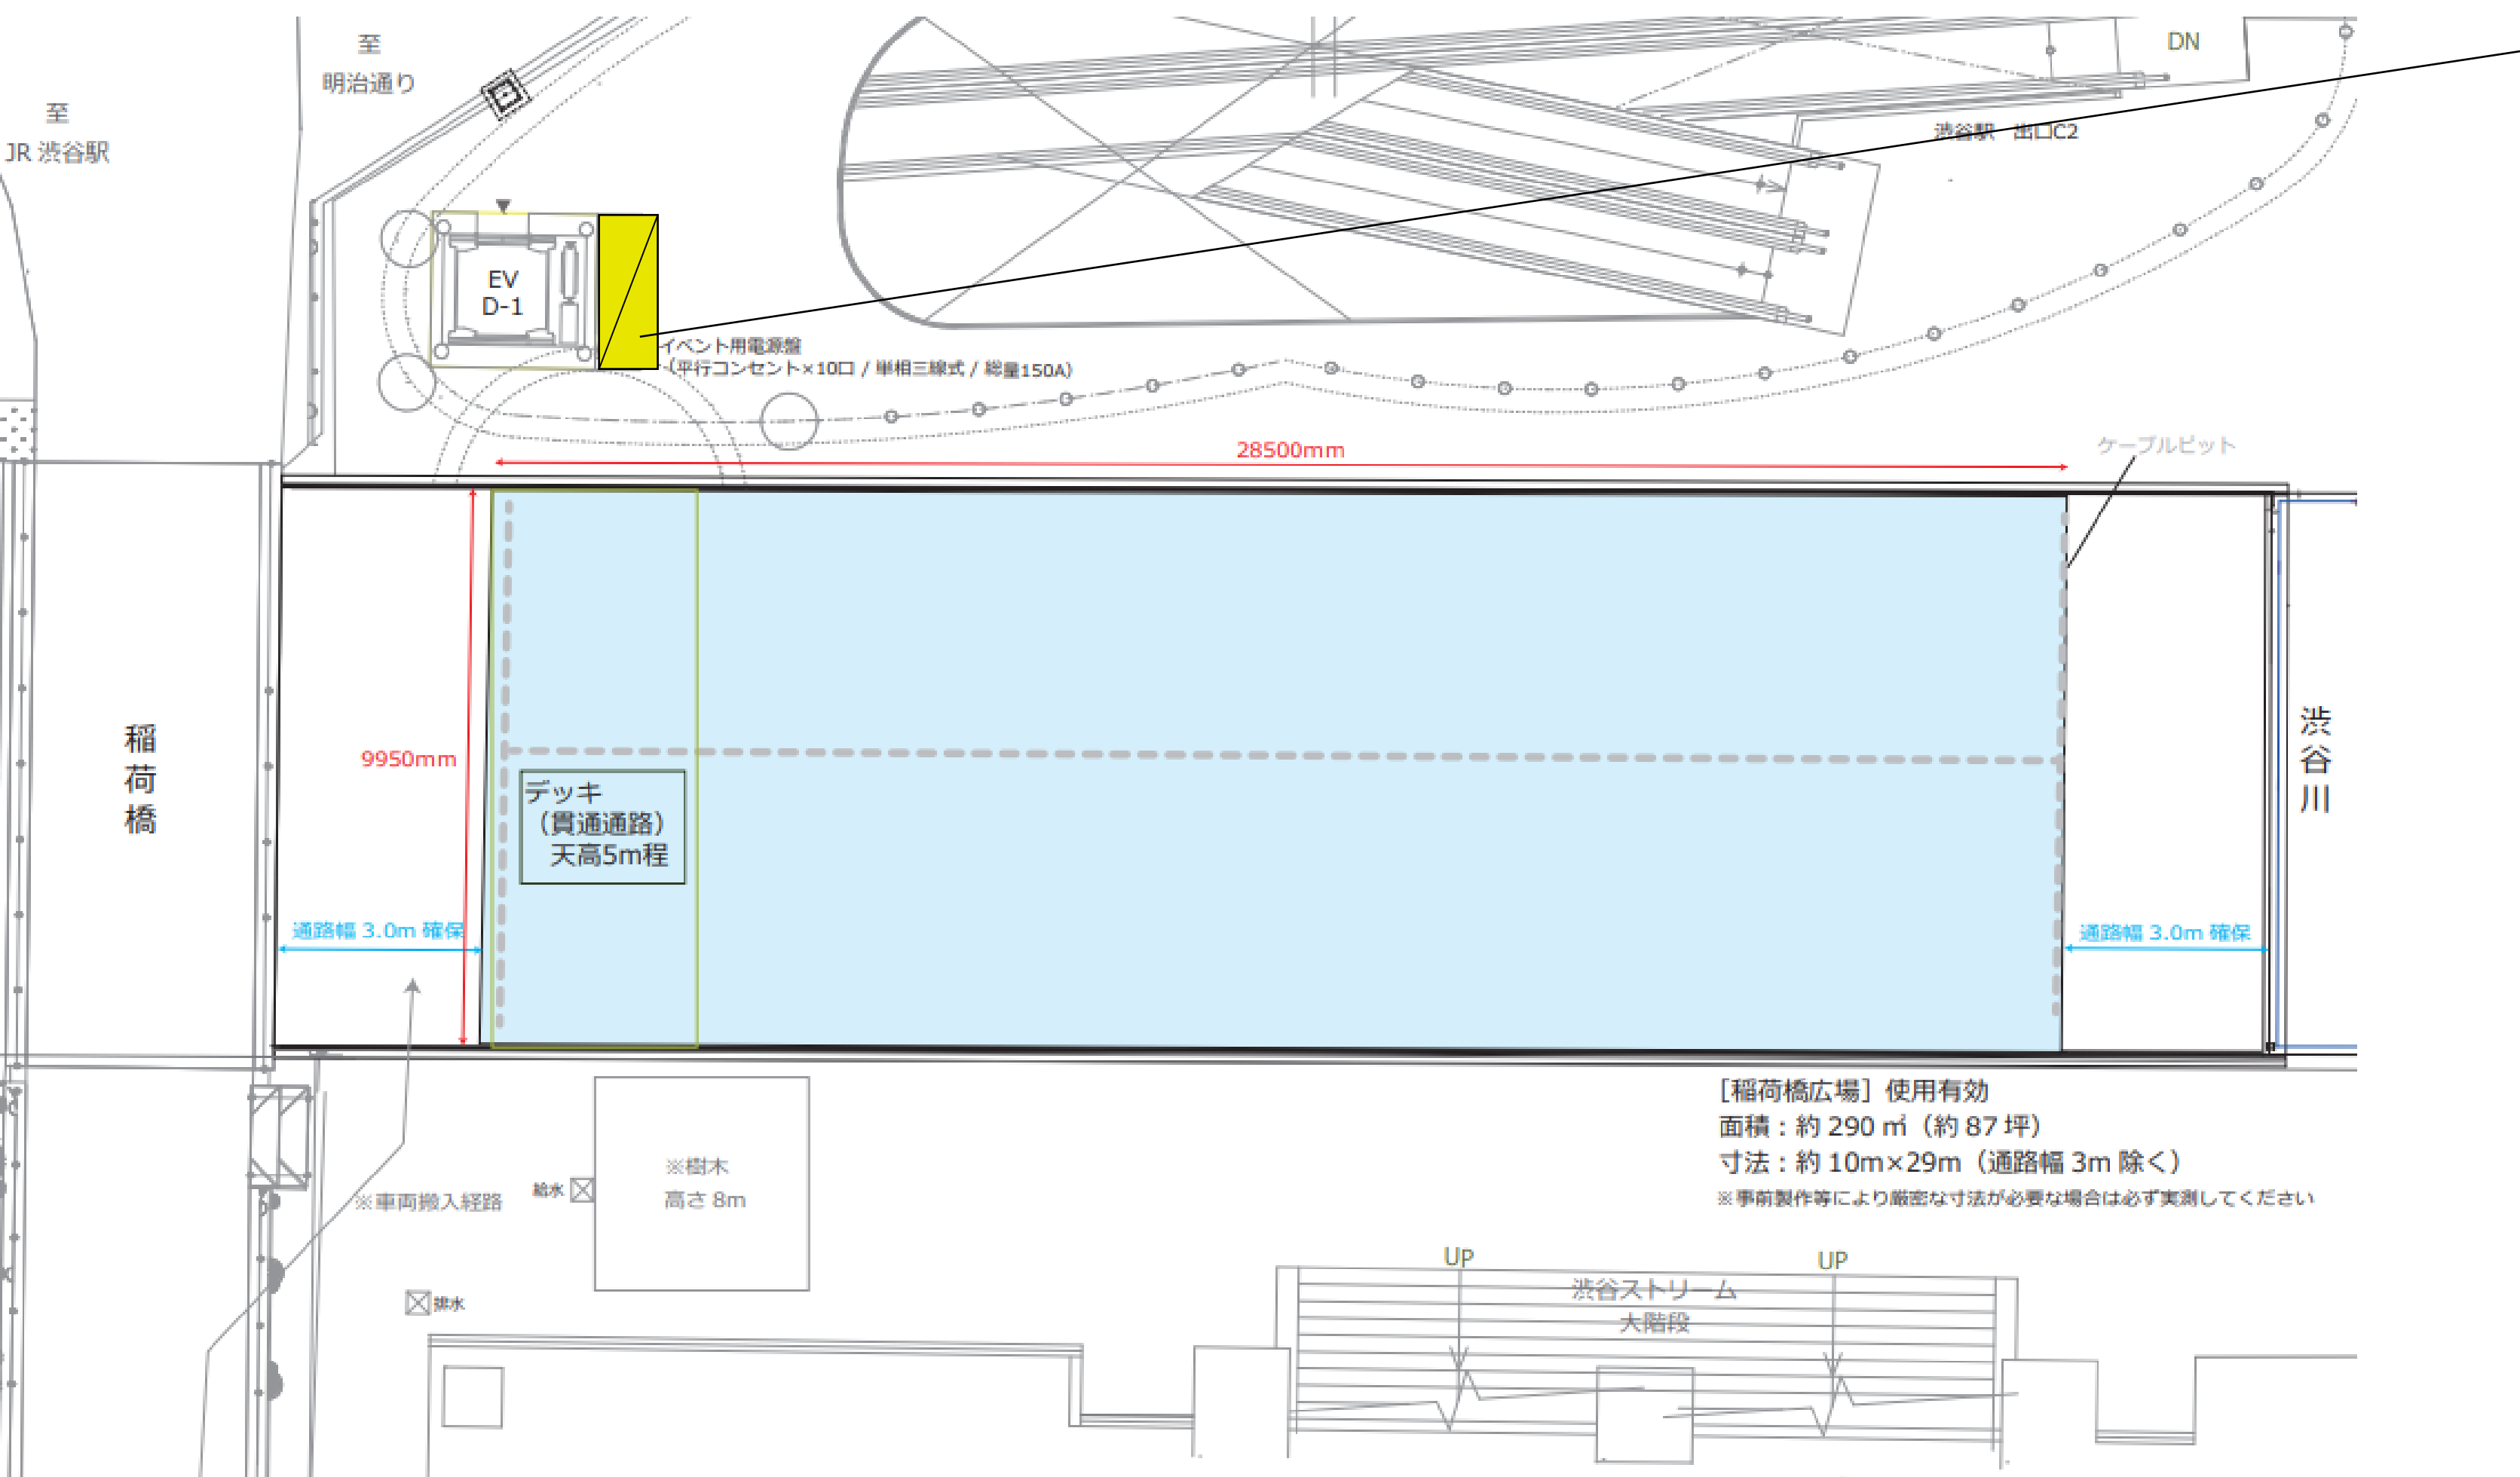 至
明治通り
DN
至
JR 渋谷駅
渋谷駅　出口C2
EV
D-1
イベント用電源盤
（平行コンセント×10口 / 単相三線式 / 総量150A）
28500mm
ケーブルピット
稲荷橋
9950mm
デッキ
（貫通通路）
天高5m程
渋谷川
通路幅 3.0m 確保
通路幅 3.0m 確保
［稲荷橋広場］使用有効
面積：約 290 ㎡（約 87 坪）
寸法：約 10m×29m（通路幅 3m 除く）
※事前製作等により厳密な寸法が必要な場合は必ず実測してください
※樹木
高さ 8m
給水
※車両搬入経路
排水
UP
UP
渋谷ストリーム
大階段